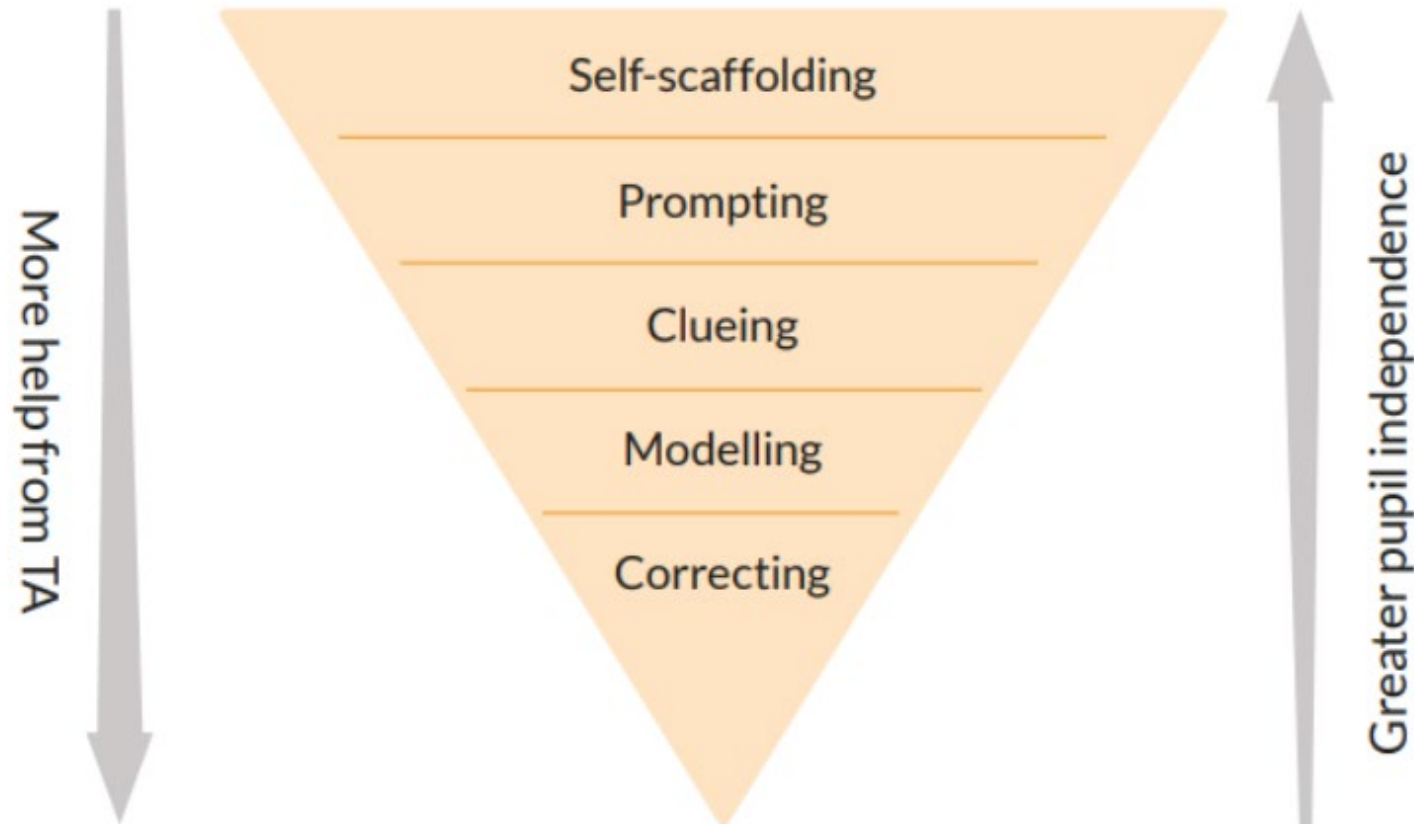 More help from TA
Self-scaffolding
Prompting
Clueing
Modelling
Correcting
Greater pupil independence